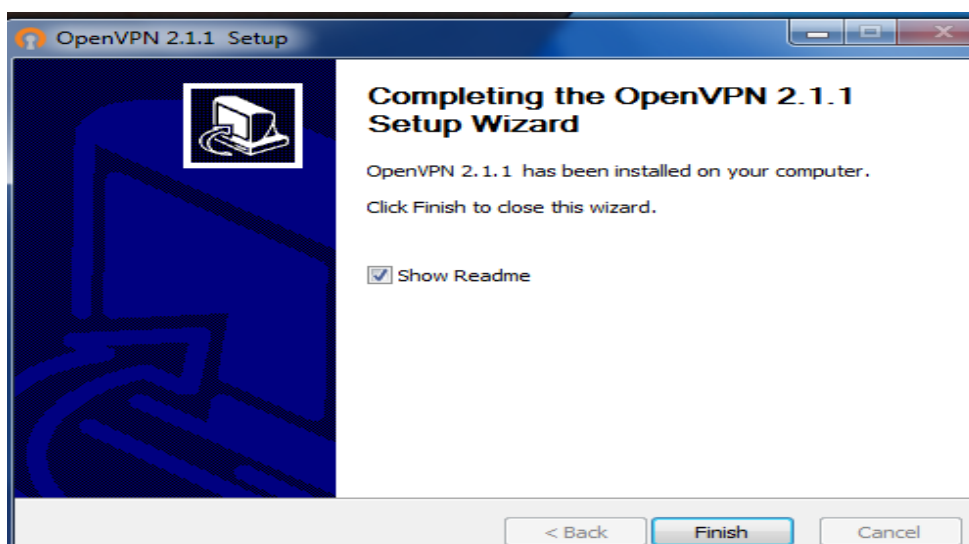 OpenVPN 2.1.1 Setup
Completing the OpenVPN 2.1.1
Setup Wizard
OpenVPN 2.1.1 has been installed on your computer.
Click Finish to close this wizard.
Show Readme
< Back Finish Cancel